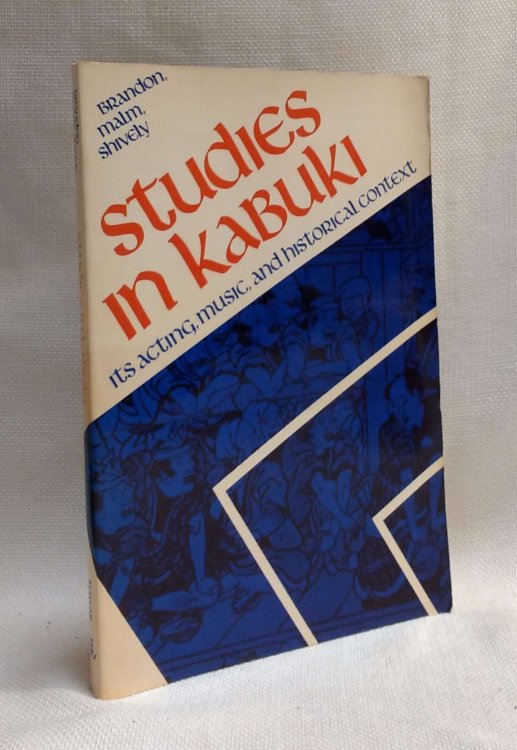 Brandon,
malm,
shively
studies
in kabuki
its acting, music, and historical context